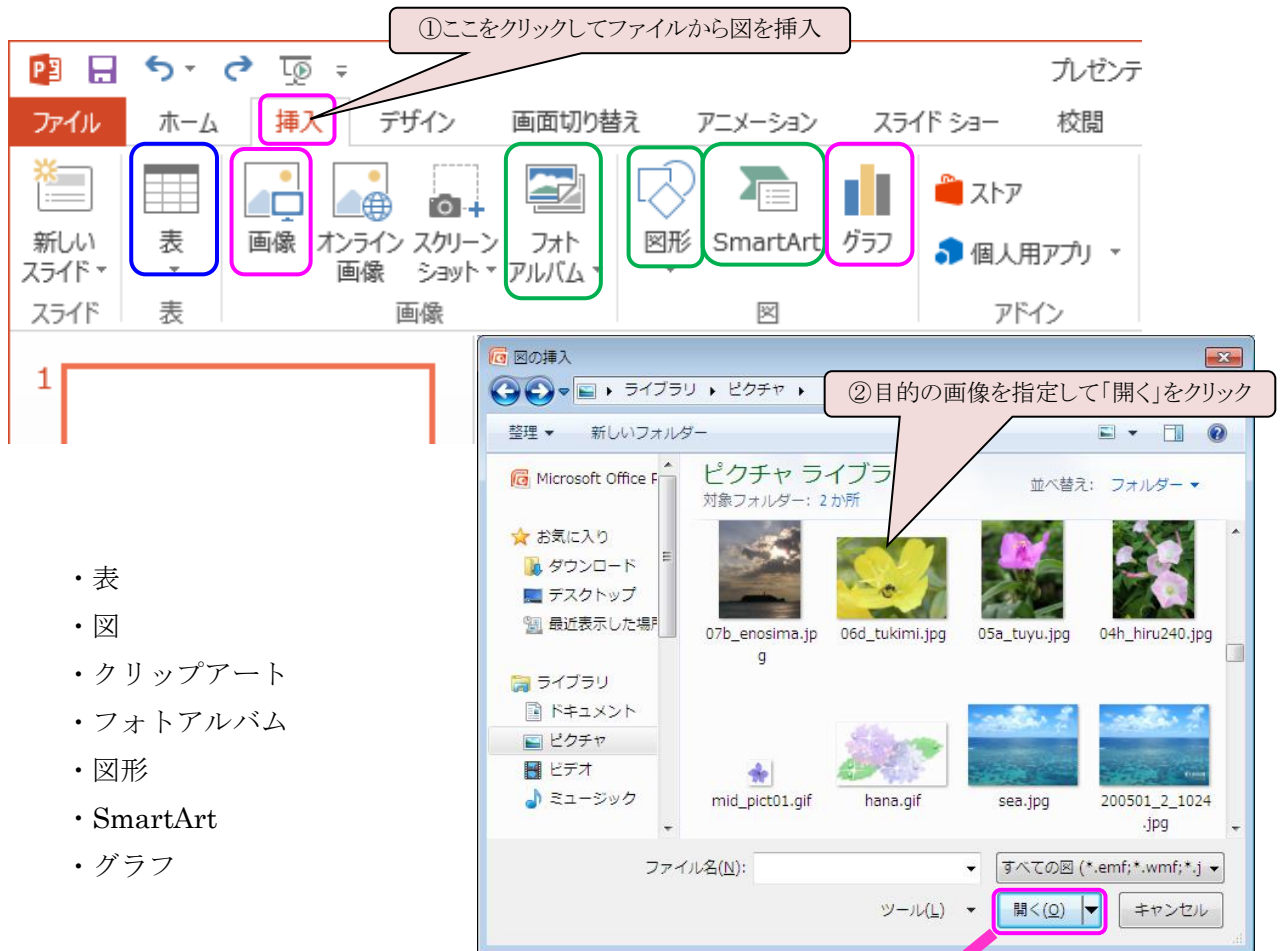 ①ここをクリックしてファイルから図を挿入
プレゼンテ
ファイル
ホーム
挿入
デザイン
画面切り替え
アニメーション
スライド ショー
校閲
新しい
スライド
表
画像
オンライン
画像
スクリーン
ショット
フォト
アルバム
図形
SmartArt
グラフ
ストア
個人用アプリ
スライド
表
画像
図
アドイン
1
図の挿入
ライブラリ
ピクチャ
②目的の画像を指定して「開く」をクリック
整理
新しいフォルダー
Microsoft Office P
ピクチャ ライブラ
対象フォルダー: 2 か所
並べ替え: フォルダー
お気に入り
ダウンロード
デスクトップ
最近表示した場所
07b_enosima.jp
g
06d_tukimi.jpg
05a_tuyu.jpg
04h_hiru240.jpg
ライブラリ
ドキュメント
ピクチャ
ビデオ
ミュージック
mid_pict01.gif
hana.gif
sea.jpg
200501_2_1024
.jpg
・表
・図
・クリップアート
・フォトアルバム
・図形
・SmartArt
・グラフ
ファイル名(N):
すべての図 (*.emf;*.wmf;*.j
ツール(L)
開く(O)
キャンセル